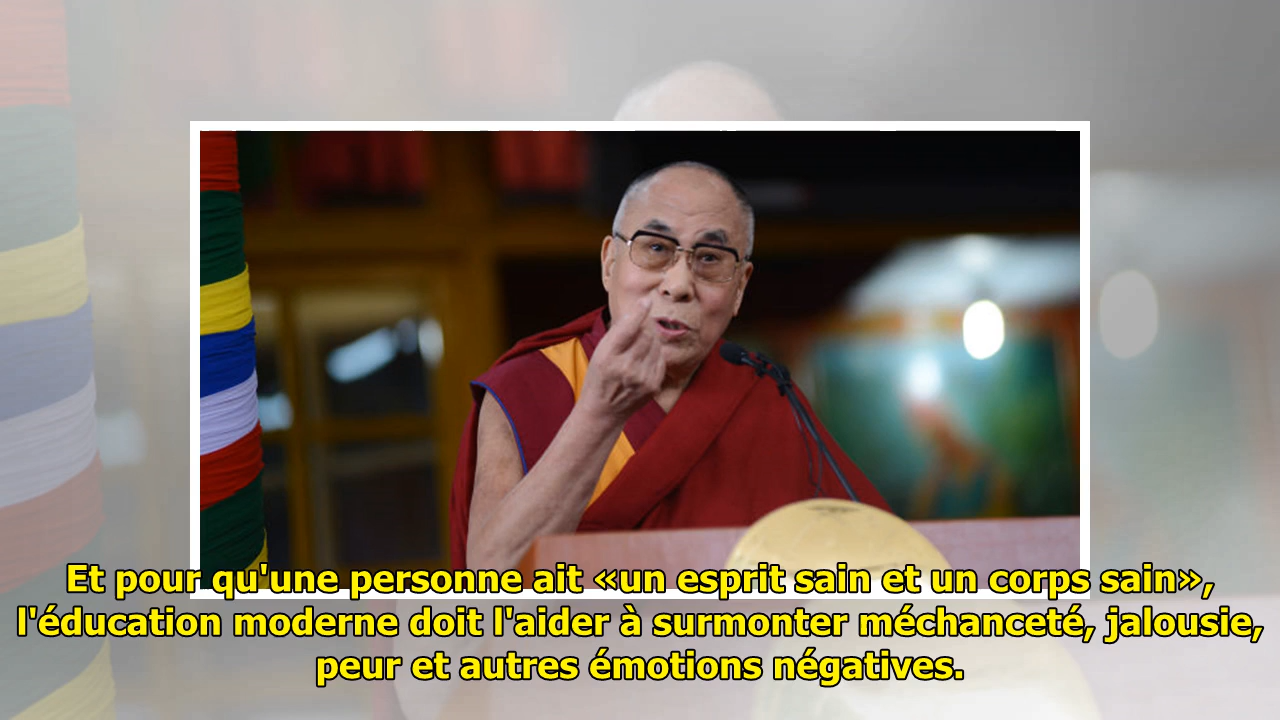 Et pour qu'une personne ait «un esprit sain et un corps sain»,
l'éducation moderne doit l'aider à surmonter méchanceté, jalousie,
peur et autres émotions négatives.